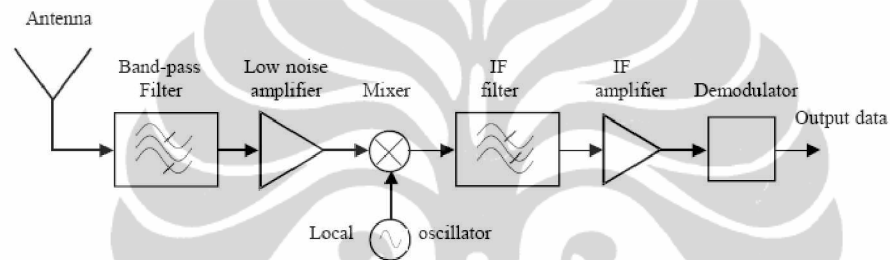 Antenna
Band-pass
Filter
Low noise
amplifier
Mixer
IF
filter
IF
amplifier
Demodulator
Output data
Local oscillator